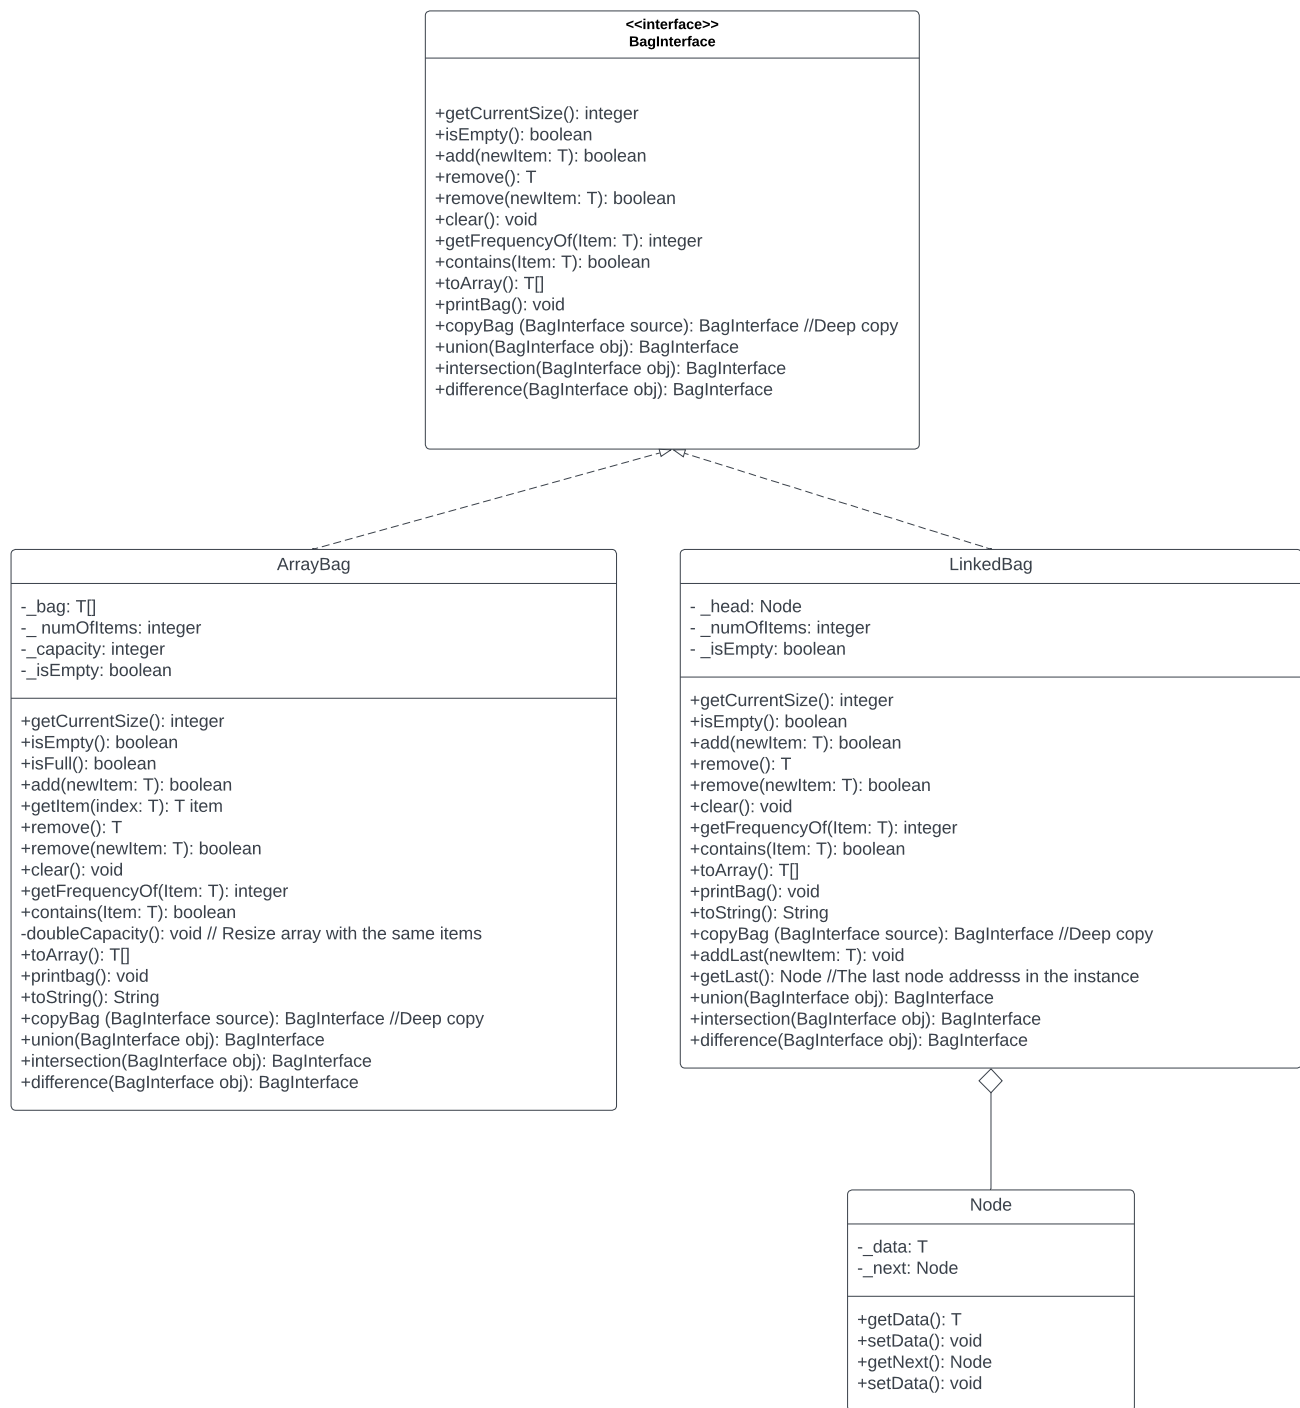 <<interface>>
BagInterface
+getCurrentSize(): integer
+isEmpty(): boolean
+add(newItem: T): boolean
+remove(): T
+remove(newItem: T): boolean
+clear(): void
+getFrequencyOf(Item: T): integer
+contains(Item: T): boolean
+toArray(): T[]
+printBag(): void
+copyBag (BagInterface source): BagInterface //Deep copy
+union(BagInterface obj): BagInterface
+intersection(BagInterface obj): BagInterface
+difference(BagInterface obj): BagInterface
ArrayBag
-_bag: T[]
-_ numOfItems: integer
-_capacity: integer
-_isEmpty: boolean
+getCurrentSize(): integer
+isEmpty(): boolean
+isFull(): boolean
+add(newItem: T): boolean
+getItem(index: T): T item
+remove(): T
+remove(newItem: T): boolean
+clear(): void
+getFrequencyOf(Item: T): integer
+contains(Item: T): boolean
-doubleCapacity(): void // Resize array with the same items
+toArray(): T[]
+printbag(): void
+toString(): String
+copyBag (BagInterface source): BagInterface //Deep copy
+union(BagInterface obj): BagInterface
+intersection(BagInterface obj): BagInterface
+difference(BagInterface obj): BagInterface
LinkedBag
- _head: Node
- _numOfItems: integer
- _isEmpty: boolean
+getCurrentSize(): integer
+isEmpty(): boolean
+add(newItem: T): boolean
+remove(): T
+remove(newItem: T): boolean
+clear(): void
+getFrequencyOf(Item: T): integer
+contains(Item: T): boolean
+toArray(): T[]
+printBag(): void
+toString(): String
+copyBag (BagInterface source): BagInterface //Deep copy
+addLast(newItem: T): void
+getLast(): Node //The last node addresss in the instance
+union(BagInterface obj): BagInterface
+intersection(BagInterface obj): BagInterface
+difference(BagInterface obj): BagInterface
Node
-_data: T
-_next: Node
+getData(): T
+setData(): void
+getNext(): Node
+setData(): void